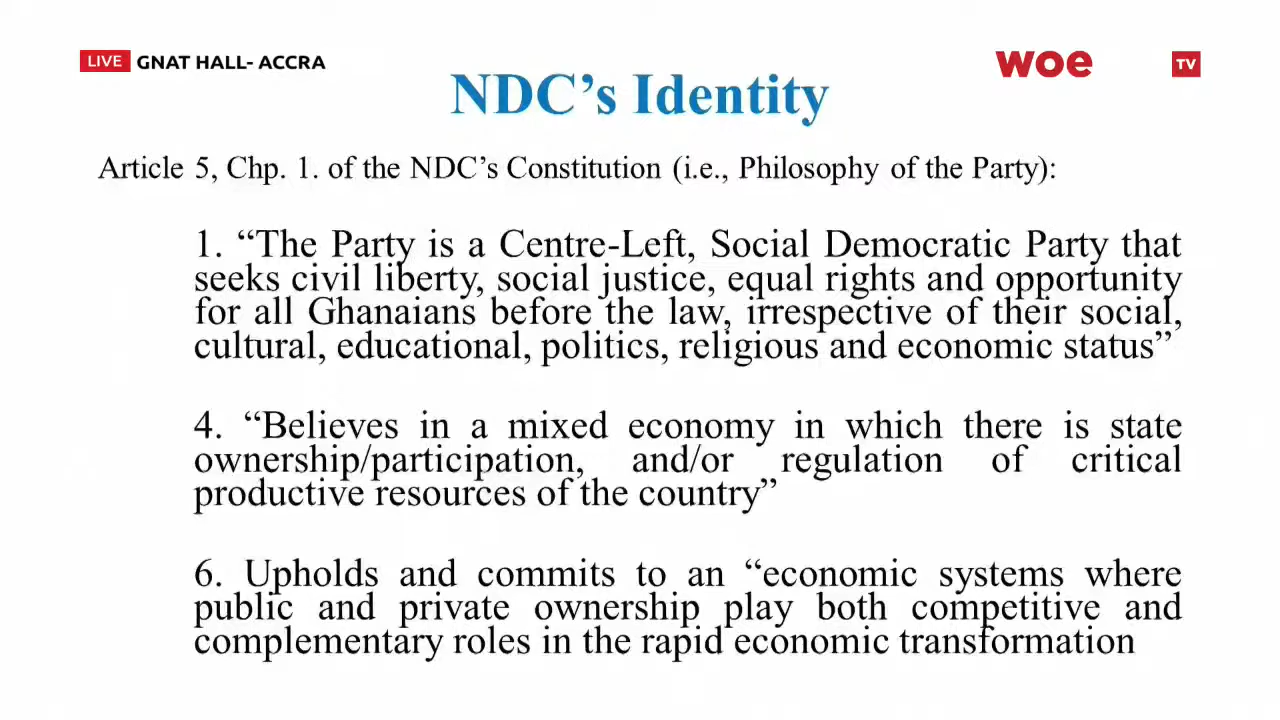 LIVE GNAT HALL- ACCRA
woe TV
NDC’s Identity
Article 5, Chp. 1. of the NDC’s Constitution (i.e., Philosophy of the Party):
1. “The Party is a Centre-Left, Social Democratic Party that
seeks civil liberty, social justice, equal rights and opportunity
for all Ghanaians before the law, irrespective of their social,
cultural, educational, politics, religious and economic status”
4. “Believes in a mixed economy in which there is state
ownership/participation, and/or regulation of critical
productive resources of the country”
6. Upholds and commits to an “economic systems where
public and private ownership play both competitive and
complementary roles in the rapid economic transformation